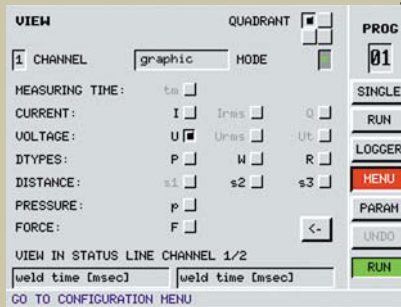 VIEW QUADRANT
1 CHANNEL graphic MODE
MEASURING TIME: tm
CURRENT: I Irms Q
VOLTAGE: U Urms Ut
DTYPES: P W R
DISTANCE: s1 s2 s3
PRESSURE: p
FORCE: F <-
VIEW IN STATUS LINE CHANNEL 1/2
weld time [msec] weld time [msec]
GO TO CONFIGURATION MENU
PROG
01
SINGLE
RUN
LOGGER
MENU
PARAM
UNDO
RUN